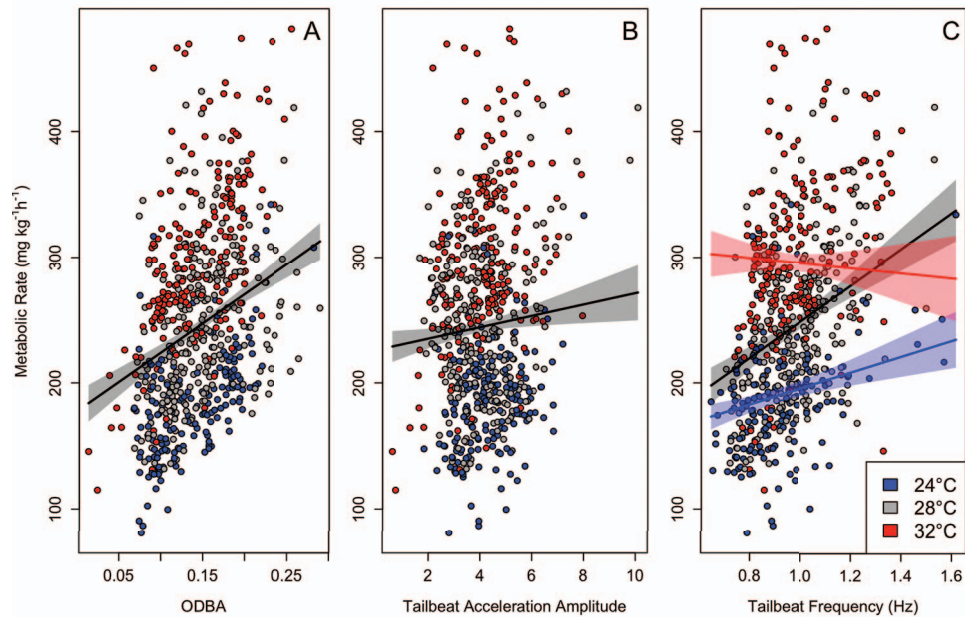 A
B
C
Metabolic Rate (mg kg⁻¹h⁻¹)
400
300
200
100
400
300
200
100
400
300
200
100
24°C
28°C
32°C
0.05 0.15 0.25
2 4 6 8 10
0.8 1.0 1.2 1.4 1.6
ODBA
Tailbeat Acceleration Amplitude
Tailbeat Frequency (Hz)